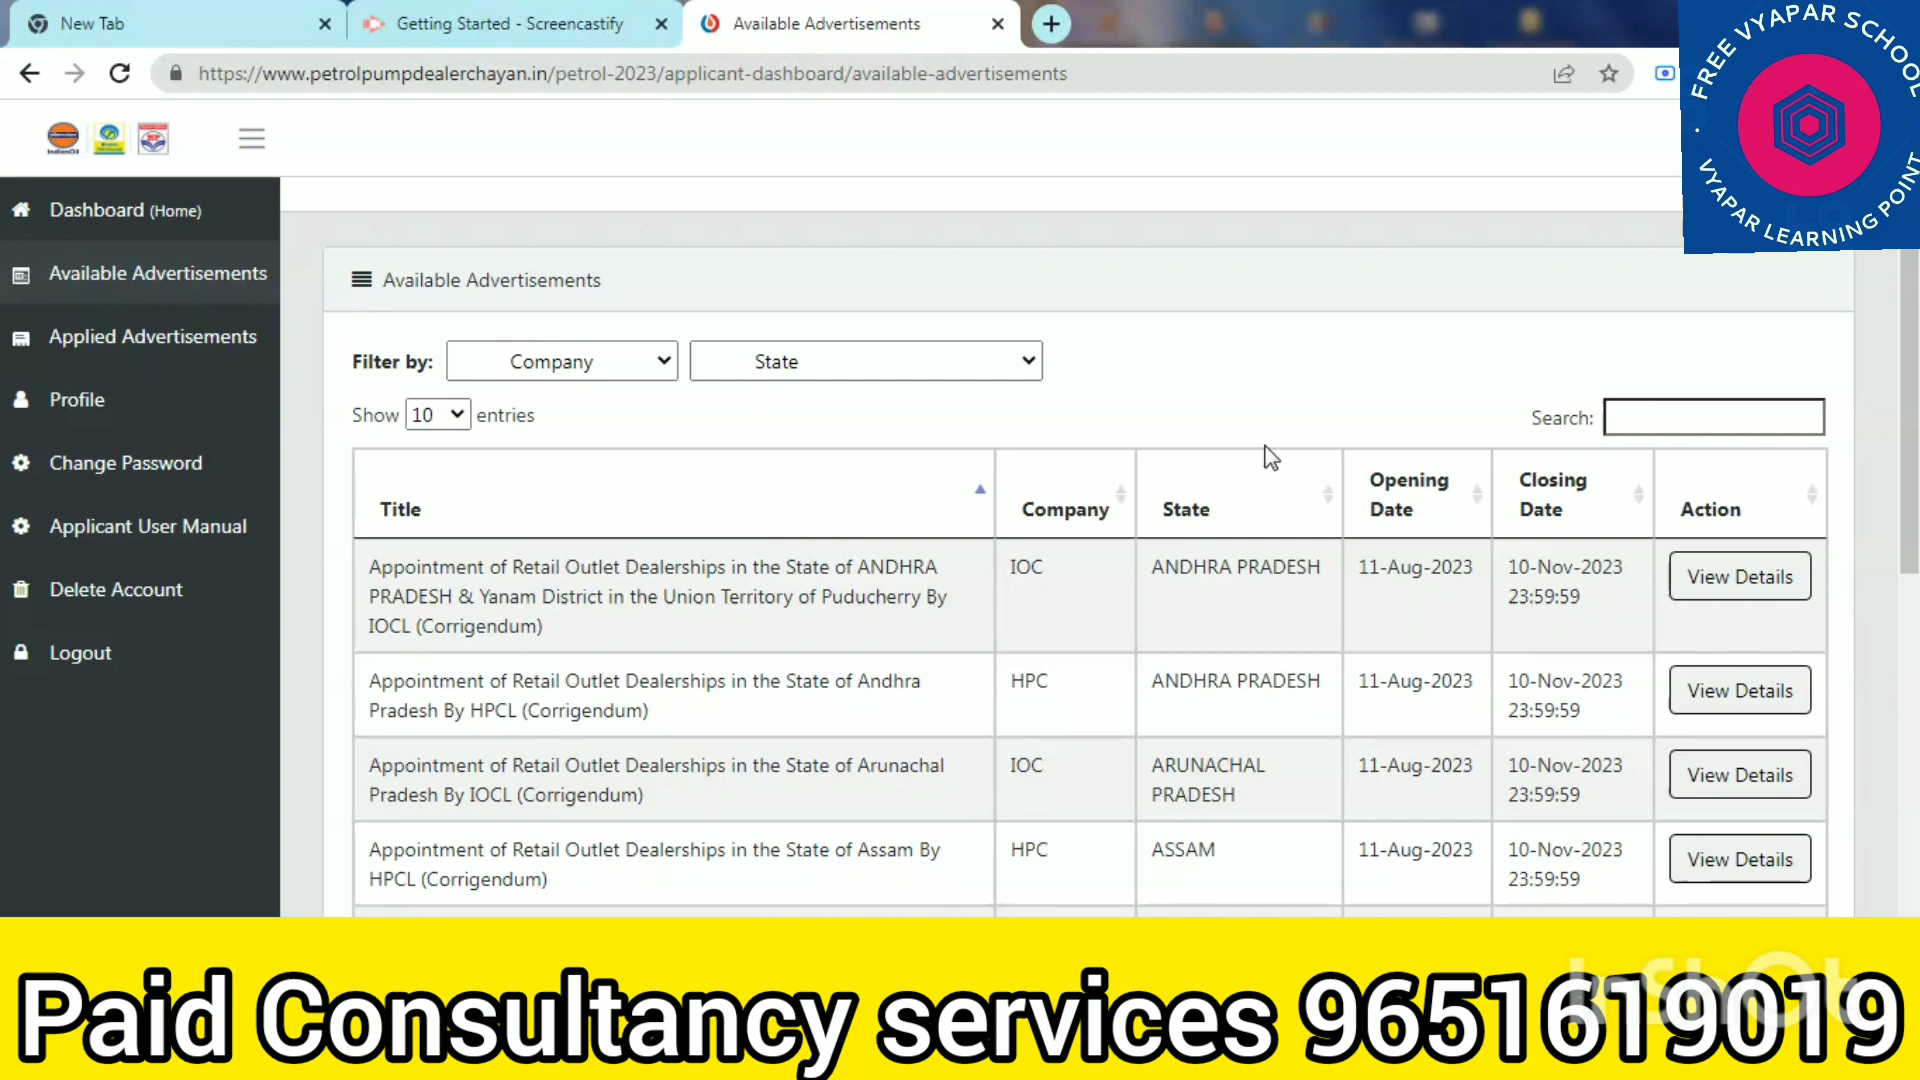 New Tab
Getting Started - Screencastify
Available Advertisements
https://www.petrolpumpdealerchayan.in/petrol-2023/applicant-dashboard/available-advertisements
· FREE VYAPAR SCHOOL
VYAPAR LEARNING POINT
IndianOil
Dashboard (Home)
Available Advertisements
Applied Advertisements
Profile
Change Password
Applicant User Manual
Delete Account
Logout
Available Advertisements
Filter by: Company State
Show 10 entries
Search:
Title Company State Opening Date Closing Date Action
Appointment of Retail Outlet Dealerships in the State of ANDHRA
PRADESH & Yanam District in the Union Territory of Puducherry By
IOCL (Corrigendum)
IOC
ANDHRA PRADESH
11-Aug-2023
10-Nov-2023
23:59:59
View Details
Appointment of Retail Outlet Dealerships in the State of Andhra
Pradesh By HPCL (Corrigendum)
HPC
ANDHRA PRADESH
11-Aug-2023
10-Nov-2023
23:59:59
View Details
Appointment of Retail Outlet Dealerships in the State of Arunachal
Pradesh By IOCL (Corrigendum)
IOC
ARUNACHAL
PRADESH
11-Aug-2023
10-Nov-2023
23:59:59
View Details
Appointment of Retail Outlet Dealerships in the State of Assam By
HPCL (Corrigendum)
HPC
ASSAM
11-Aug-2023
10-Nov-2023
23:59:59
View Details
InShOt
Paid Consultancy services 9651619019